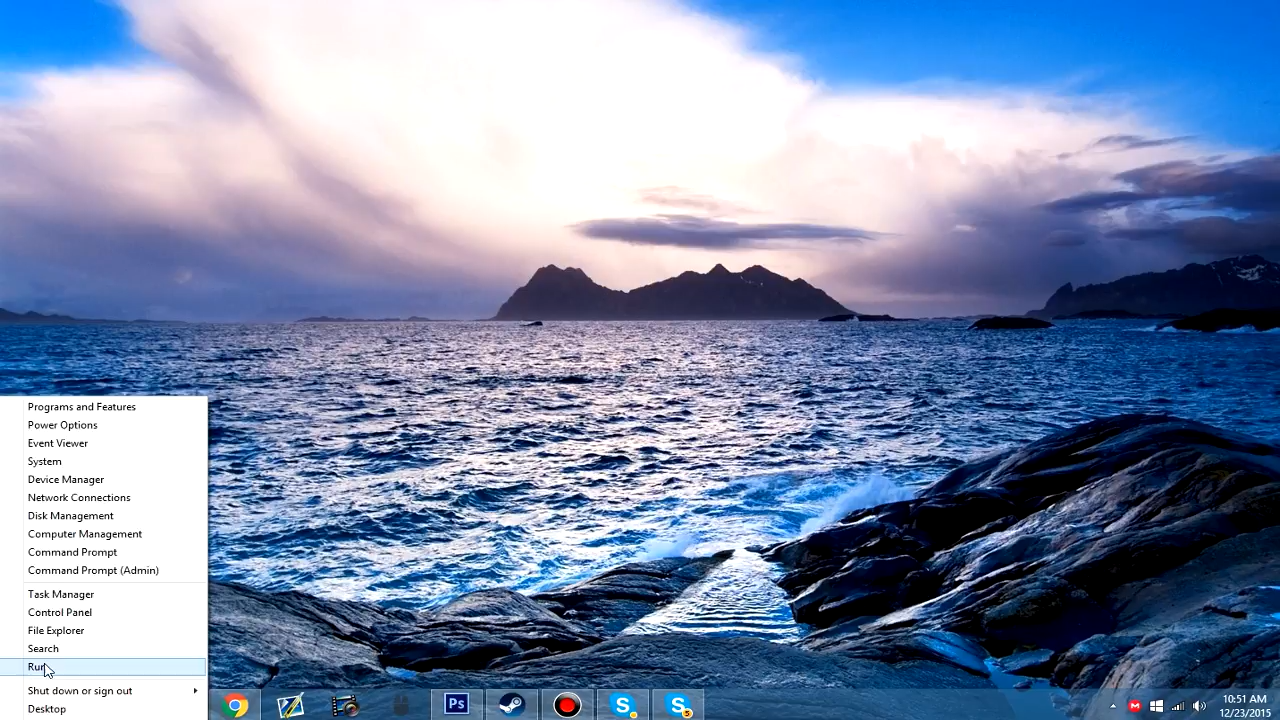 Programs and Features
Power Options
Event Viewer
System
Device Manager
Network Connections
Disk Management
Computer Management
Command Prompt
Command Prompt (Admin)
Task Manager
Control Panel
File Explorer
Search
Run
Shut down or sign out
Desktop
Ps
S
S
M
10:51 AM
12/23/2015